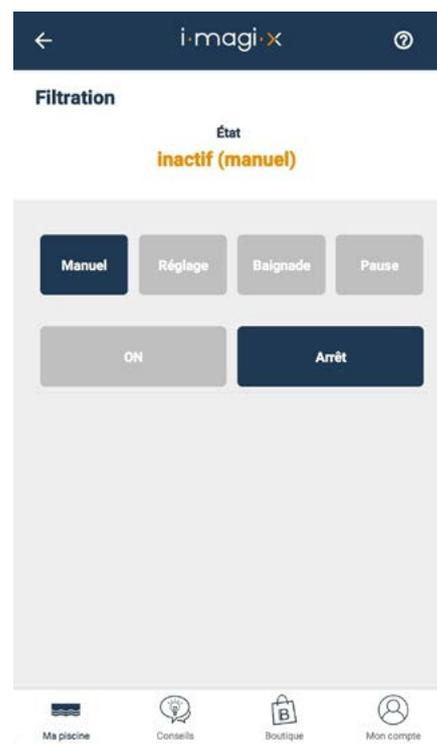 i·magi·x
Filtration
État
inactif (manuel)
Manuel Réglage Baignade Pause
ON Arrêt
B
Ma piscine Conseils Boutique Mon compte